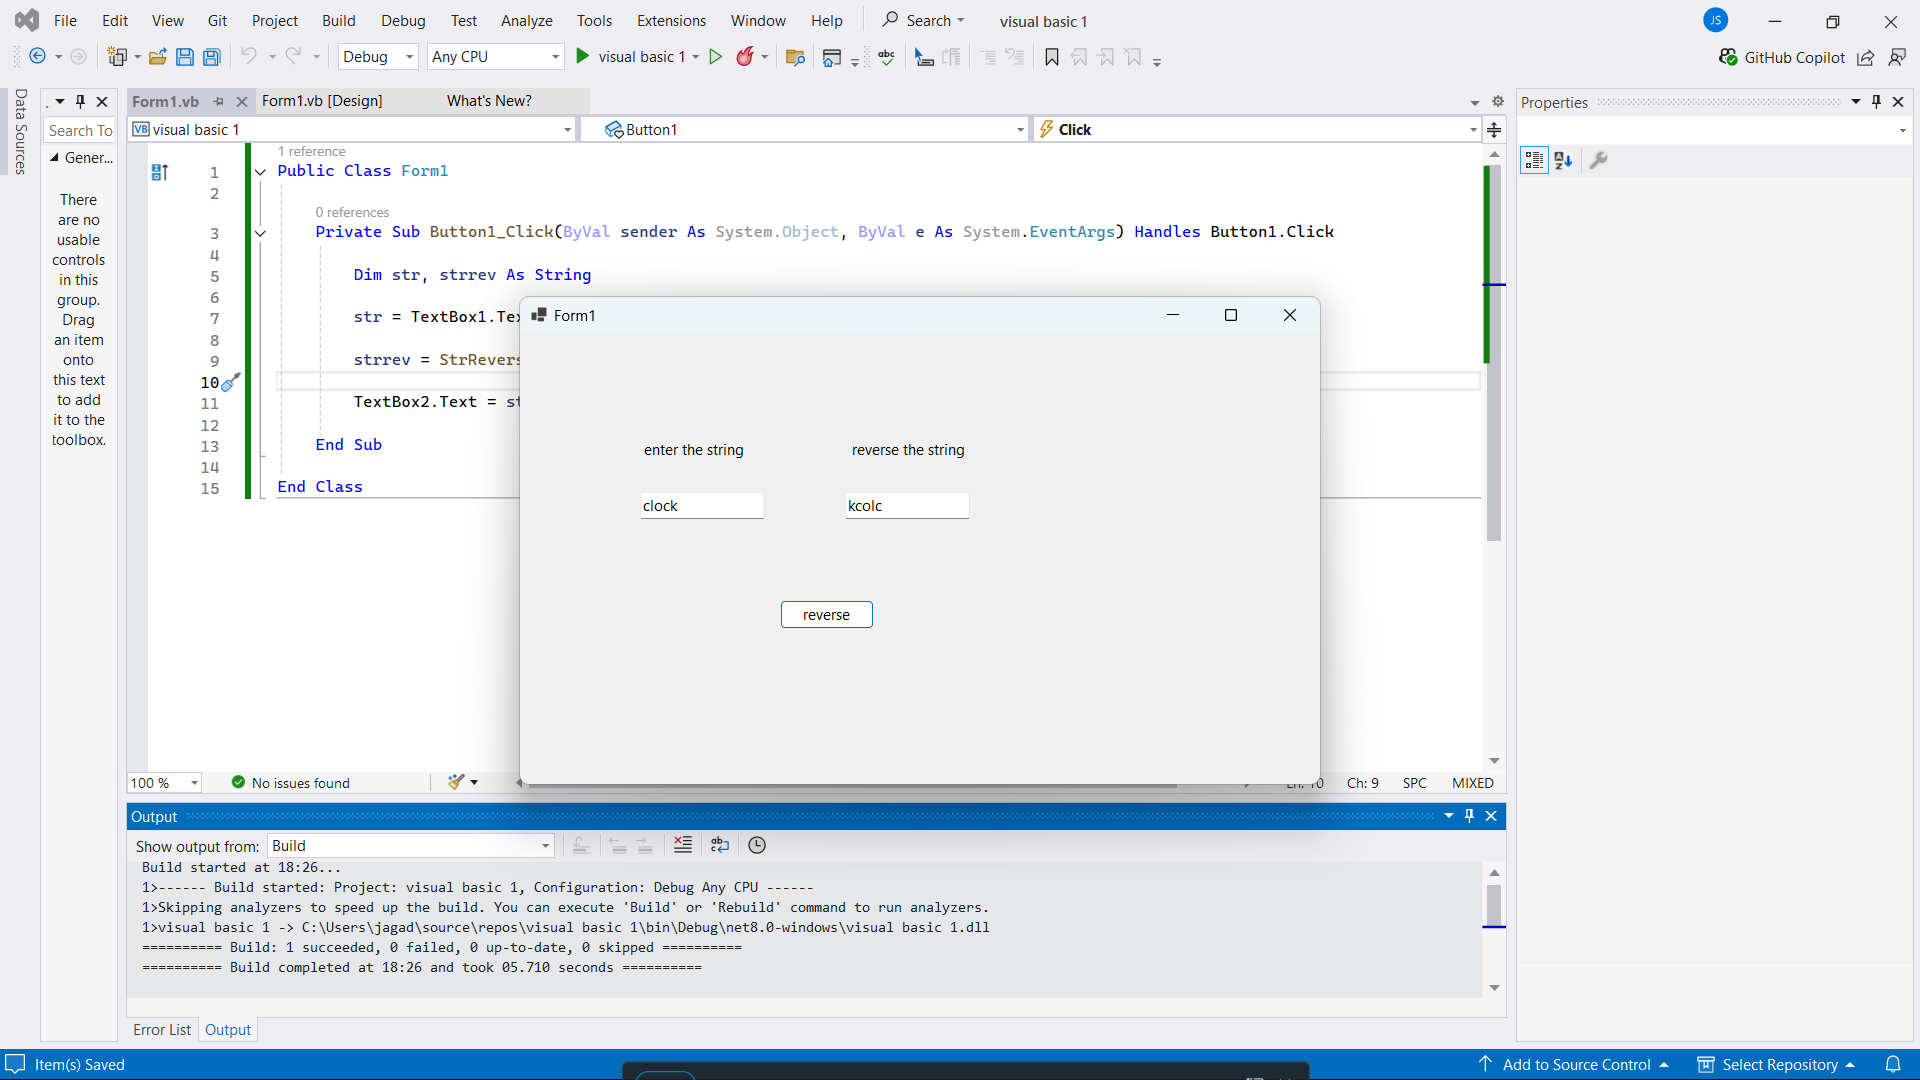 File Edit View Git Project Build Debug Test Analyze Tools Extensions Window Help Search visual basic 1 JS
Debug Any CPU visual basic 1 GitHub Copilot
Data Sources
Form1.vb Form1.vb [Design] What's New?
Properties
Search To
visual basic 1 Button1 Click
Gener...
There
are no
usable
controls
in this
group.
Drag
an item
onto
this text
to add
it to the
toolbox.
1 reference
1 Public Class Form1
2
0 references
3 Private Sub Button1_Click(ByVal sender As System.Object, ByVal e As System.EventArgs) Handles Button1.Click
4
5 Dim str, strrev As String
6
7 str = TextBox1.Te
8
9 strrev = StrRevers
10
11 TextBox2.Text = st
12
13 End Sub
14
15 End Class
Form1
enter the string reverse the string
clock kcolc
reverse
100 % No issues found Ch: 9 SPC MIXED
Output
Show output from: Build
Build started at 18:26...
1>------ Build started: Project: visual basic 1, Configuration: Debug Any CPU ------
1>Skipping analyzers to speed up the build. You can execute 'Build' or 'Rebuild' command to run analyzers.
1>visual basic 1 -> C:\Users\jagad\source\repos\visual basic 1\bin\Debug\net8.0-windows\visual basic 1.dll
========== Build: 1 succeeded, 0 failed, 0 up-to-date, 0 skipped ==========
========== Build completed at 18:26 and took 05.710 seconds ==========
Error List Output
Item(s) Saved Add to Source Control Select Repository